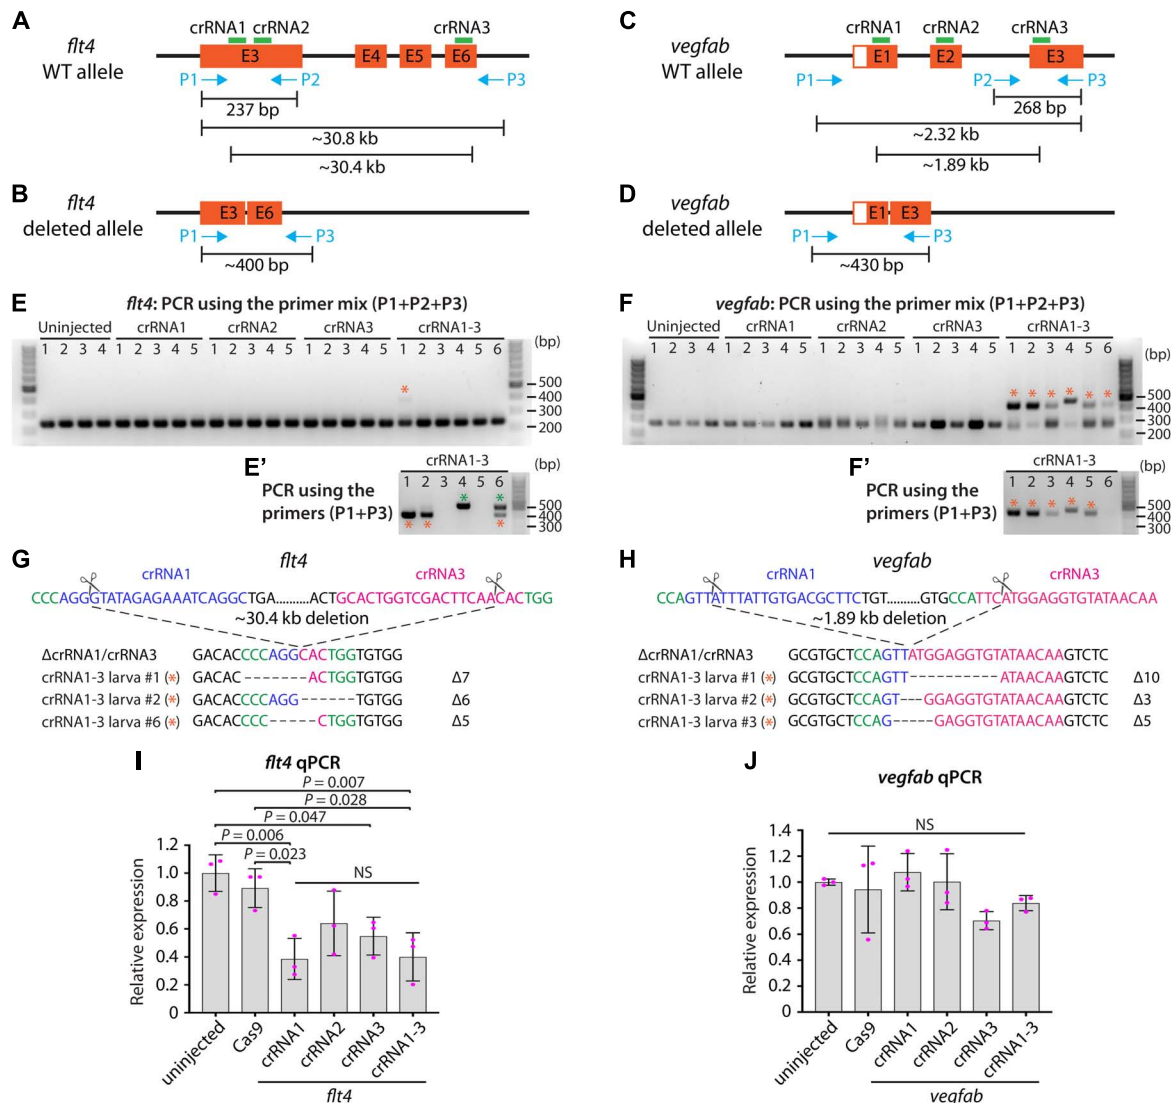 A
flt4
WT allele
crRNA1 crRNA2 crRNA3
E3 E4 E5 E6
P1 P2 P3
237 bp
~30.8 kb
~30.4 kb
C
vegfab
WT allele
crRNA1 crRNA2 crRNA3
E1 E2 E3
P1 P2 P3
268 bp
~2.32 kb
~1.89 kb
B
flt4
deleted allele
E3 E6
P1 P3
~400 bp
D
vegfab
deleted allele
E1 E3
P1 P3
~430 bp
E
flt4: PCR using the primer mix (P1+P2+P3)
Uninjected crRNA1 crRNA2 crRNA3 crRNA1-3
1 2 3 4 1 2 3 4 5 1 2 3 4 5 1 2 3 4 5 1 2 3 4 5 6
(bp)
*
500
400
300
200
E’
PCR using the
primers (P1+P3)
crRNA1-3
1 2 3 4 5 6
(bp)
* *
* * *
500
400
300
F
vegfab: PCR using the primer mix (P1+P2+P3)
Uninjected crRNA1 crRNA2 crRNA3 crRNA1-3
1 2 3 4 1 2 3 4 5 1 2 3 4 5 1 2 3 4 5 1 2 3 4 5 6
(bp)
* * * * * *
500
400
300
200
F’
PCR using the
primers (P1+P3)
crRNA1-3
1 2 3 4 5 6
(bp)
* * * * *
500
400
300
G
flt4
crRNA1 crRNA3
CCCAGGGTATAGAGAAATCAGGCTGA..........ACTGCACTGGTCGACTTCAACACTGG
~30.4 kb deletion
ΔcrRNA1/crRNA3 GACACCCCAGGCACTGGTGTGG
crRNA1-3 larva #1 (*) GACAC-------ACTGGTGTGG Δ7
crRNA1-3 larva #2 (*) GACACCCCAGG------TGTGG Δ6
crRNA1-3 larva #6 (*) GACACCCC-----CTGGTGTGG Δ5
H
vegfab
crRNA1 crRNA3
CCAGTTATTTATTGTGACGCTTCTGT..........GTGCCATTCATGGAGGTGTATAACAA
~1.89 kb deletion
ΔcrRNA1/crRNA3 GCGTGCTCCAGTTATGGAGGTGTATAACAAGTCTC
crRNA1-3 larva #1 (*) GCGTGCTCCAGTT----------ATAACAAGTCTC Δ10
crRNA1-3 larva #2 (*) GCGTGCTCCAGT---GGAGGTGTATAACAAGTCTC Δ3
crRNA1-3 larva #3 (*) GCGTGCTCCAG-----GAGGTGTATAACAAGTCTC Δ5
I
flt4 qPCR
P = 0.007
P = 0.028
P = 0.047
P = 0.006
P = 0.023
NS
Relative expression
1.2
1.0
0.8
0.6
0.4
0.2
0
uninjected
Cas9
crRNA1
crRNA2
crRNA3
crRNA1-3
flt4
J
vegfab qPCR
NS
Relative expression
1.4
1.2
1.0
0.8
0.6
0.4
0.2
0
uninjected
Cas9
crRNA1
crRNA2
crRNA3
crRNA1-3
vegfab